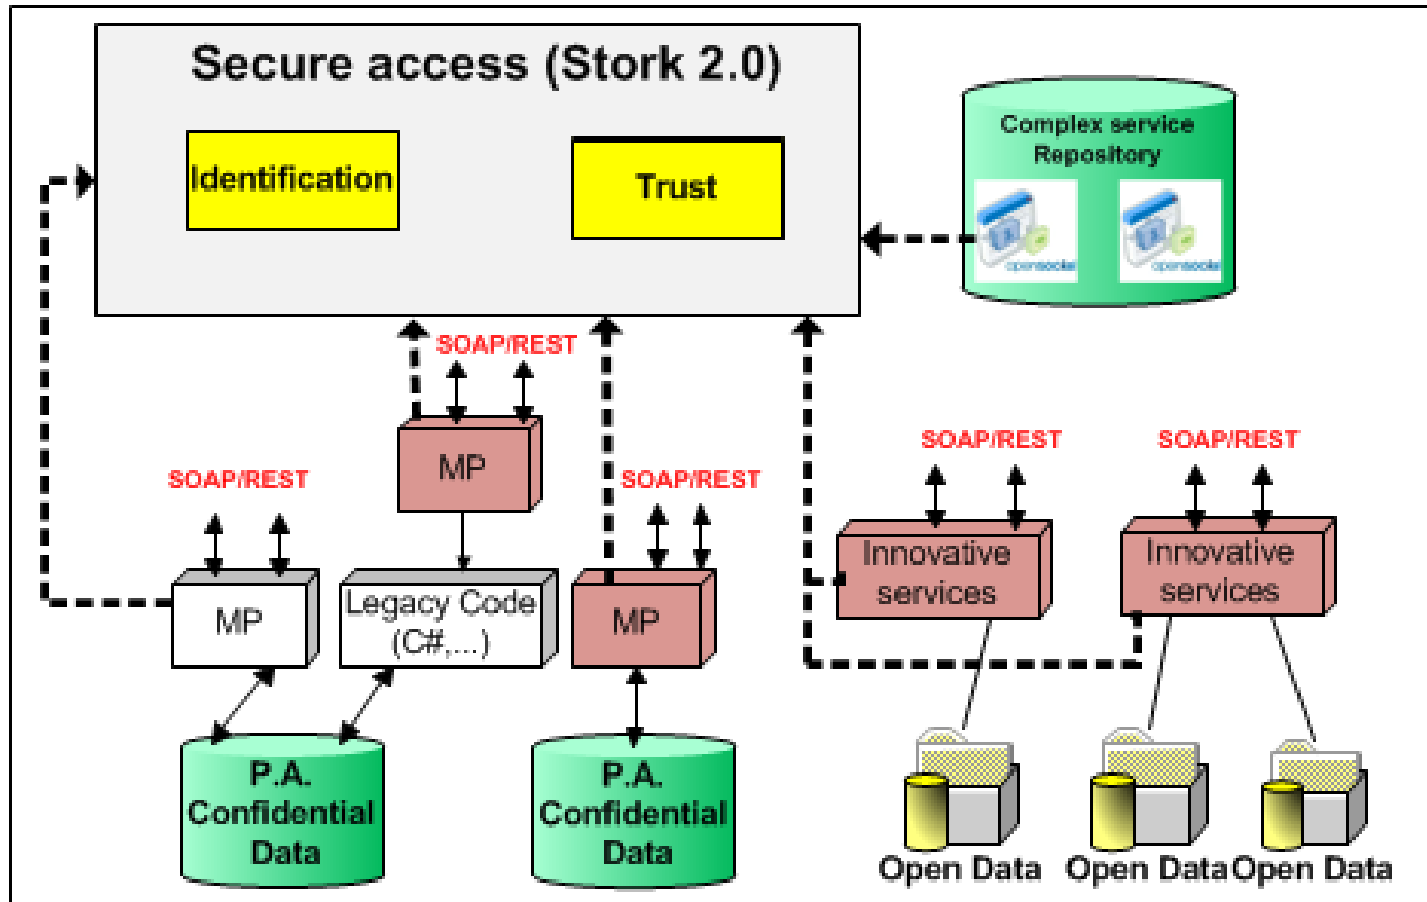 Secure access (Stork 2.0)
Identification
Trust
Complex service
Repository
opensocial
opensocial
SOAP/REST
MP
SOAP/REST
MP
Legacy Code
(C#,...)
SOAP/REST
MP
SOAP/REST
Innovative
services
SOAP/REST
Innovative
services
P.A.
Confidential
Data
P.A.
Confidential
Data
Open Data
Open Data
Open Data